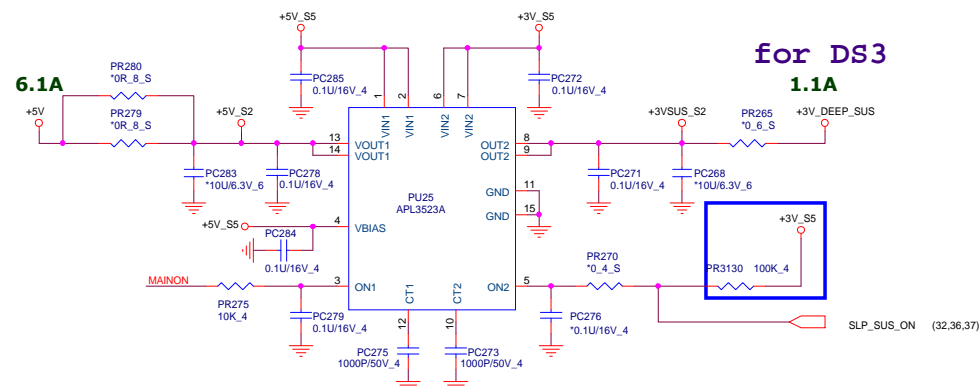 +5V_S5
+3V_S5
for DS3
6.1A
1.1A
PR280
*0R_8_S
PC285
0.1U/16V_4
PC272
0.1U/16V_4
+5V
PR279
*0R_8_S
+5V_S2
1
2
6
7
VIN1
VIN1
VIN2
VIN2
+3VSUS_S2
PR265
*0_6_S
+3V_DEEP_SUS
13
14
VOUT1
VOUT1
OUT2
OUT2
8
9
PC283
*10U/6.3V_6
PC278
0.1U/16V_4
PC271
0.1U/16V_4
PC268
*10U/6.3V_6
PU25
APL3523A
GND
11
GND
15
+5V_S5
4
VBIAS
PC284
0.1U/16V_4
+3V_S5
PR270
*0_4_S
PR3130
100K_4
MAINON
3
ON1
ON2
5
PR275
10K_4
CT1
CT2
PC279
0.1U/16V_4
12
10
PC276
*0.1U/16V_4
SLP_SUS_ON (32,36,37)
PC275
1000P/50V_4
PC273
1000P/50V_4